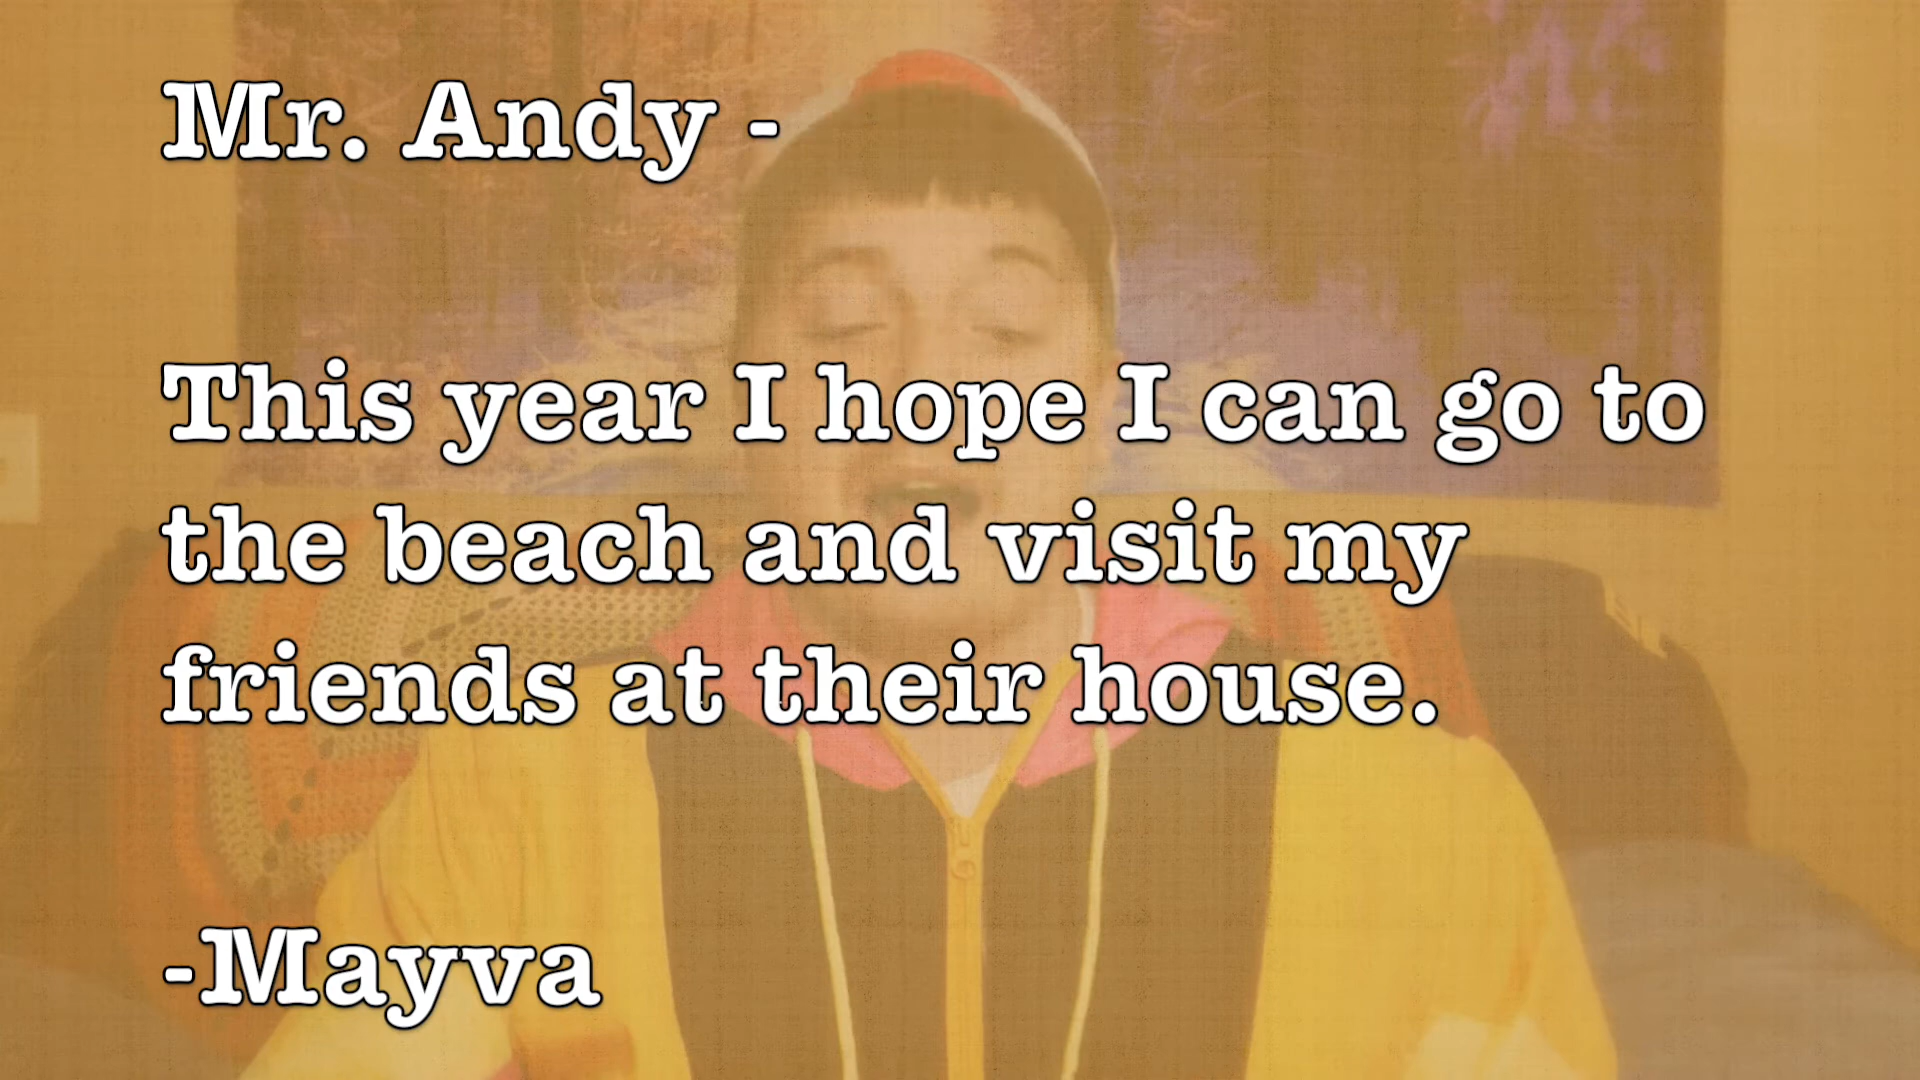 Mr. Andy -
This year I hope I can go to
the beach and visit my
friends at their house.
-Mayva